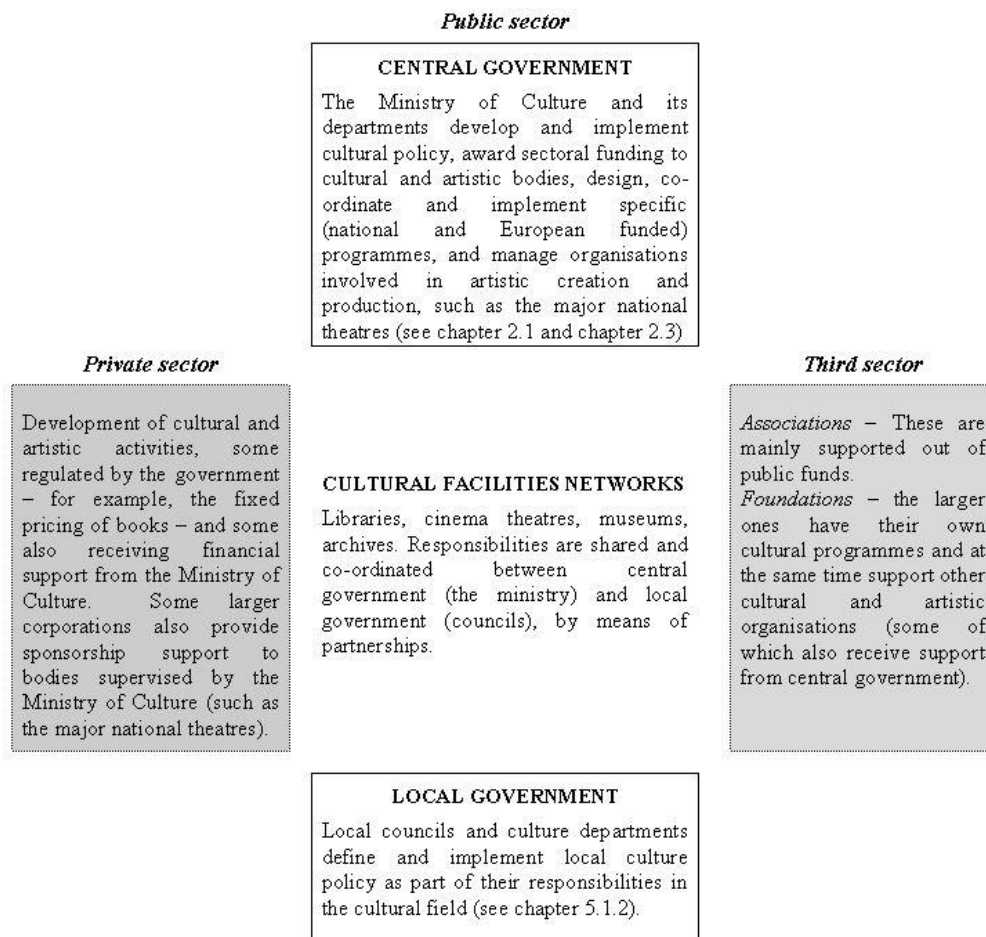 Public sector
CENTRAL GOVERNMENT
The Ministry of Culture and its
departments develop and implement
cultural policy, award sectoral funding to
cultural and artistic bodies, design, co-
ordinate and implement specific
(national and European funded)
programmes, and manage organisations
involved in artistic creation and
production, such as the major national
theatres (see chapter 2.1 and chapter 2.3)
Private sector
Development of cultural and
artistic activities, some
regulated by the government
– for example, the fixed
pricing of books – and some
also receiving financial
support from the Ministry of
Culture. Some larger
corporations also provide
sponsorship support to
bodies supervised by the
Ministry of Culture (such as
the major national theatres).
CULTURAL FACILITIES NETWORKS
Libraries, cinema theatres, museums,
archives. Responsibilities are shared and
co-ordinated between central
government (the ministry) and local
government (councils), by means of
partnerships.
Third sector
Associations – These are
mainly supported out of
public funds.
Foundations – the larger
ones have their own
cultural programmes and at
the same time support other
cultural and artistic
organisations (some of
which also receive support
from central government).
LOCAL GOVERNMENT
Local councils and culture departments
define and implement local culture
policy as part of their responsibilities in
the cultural field (see chapter 5.1.2).